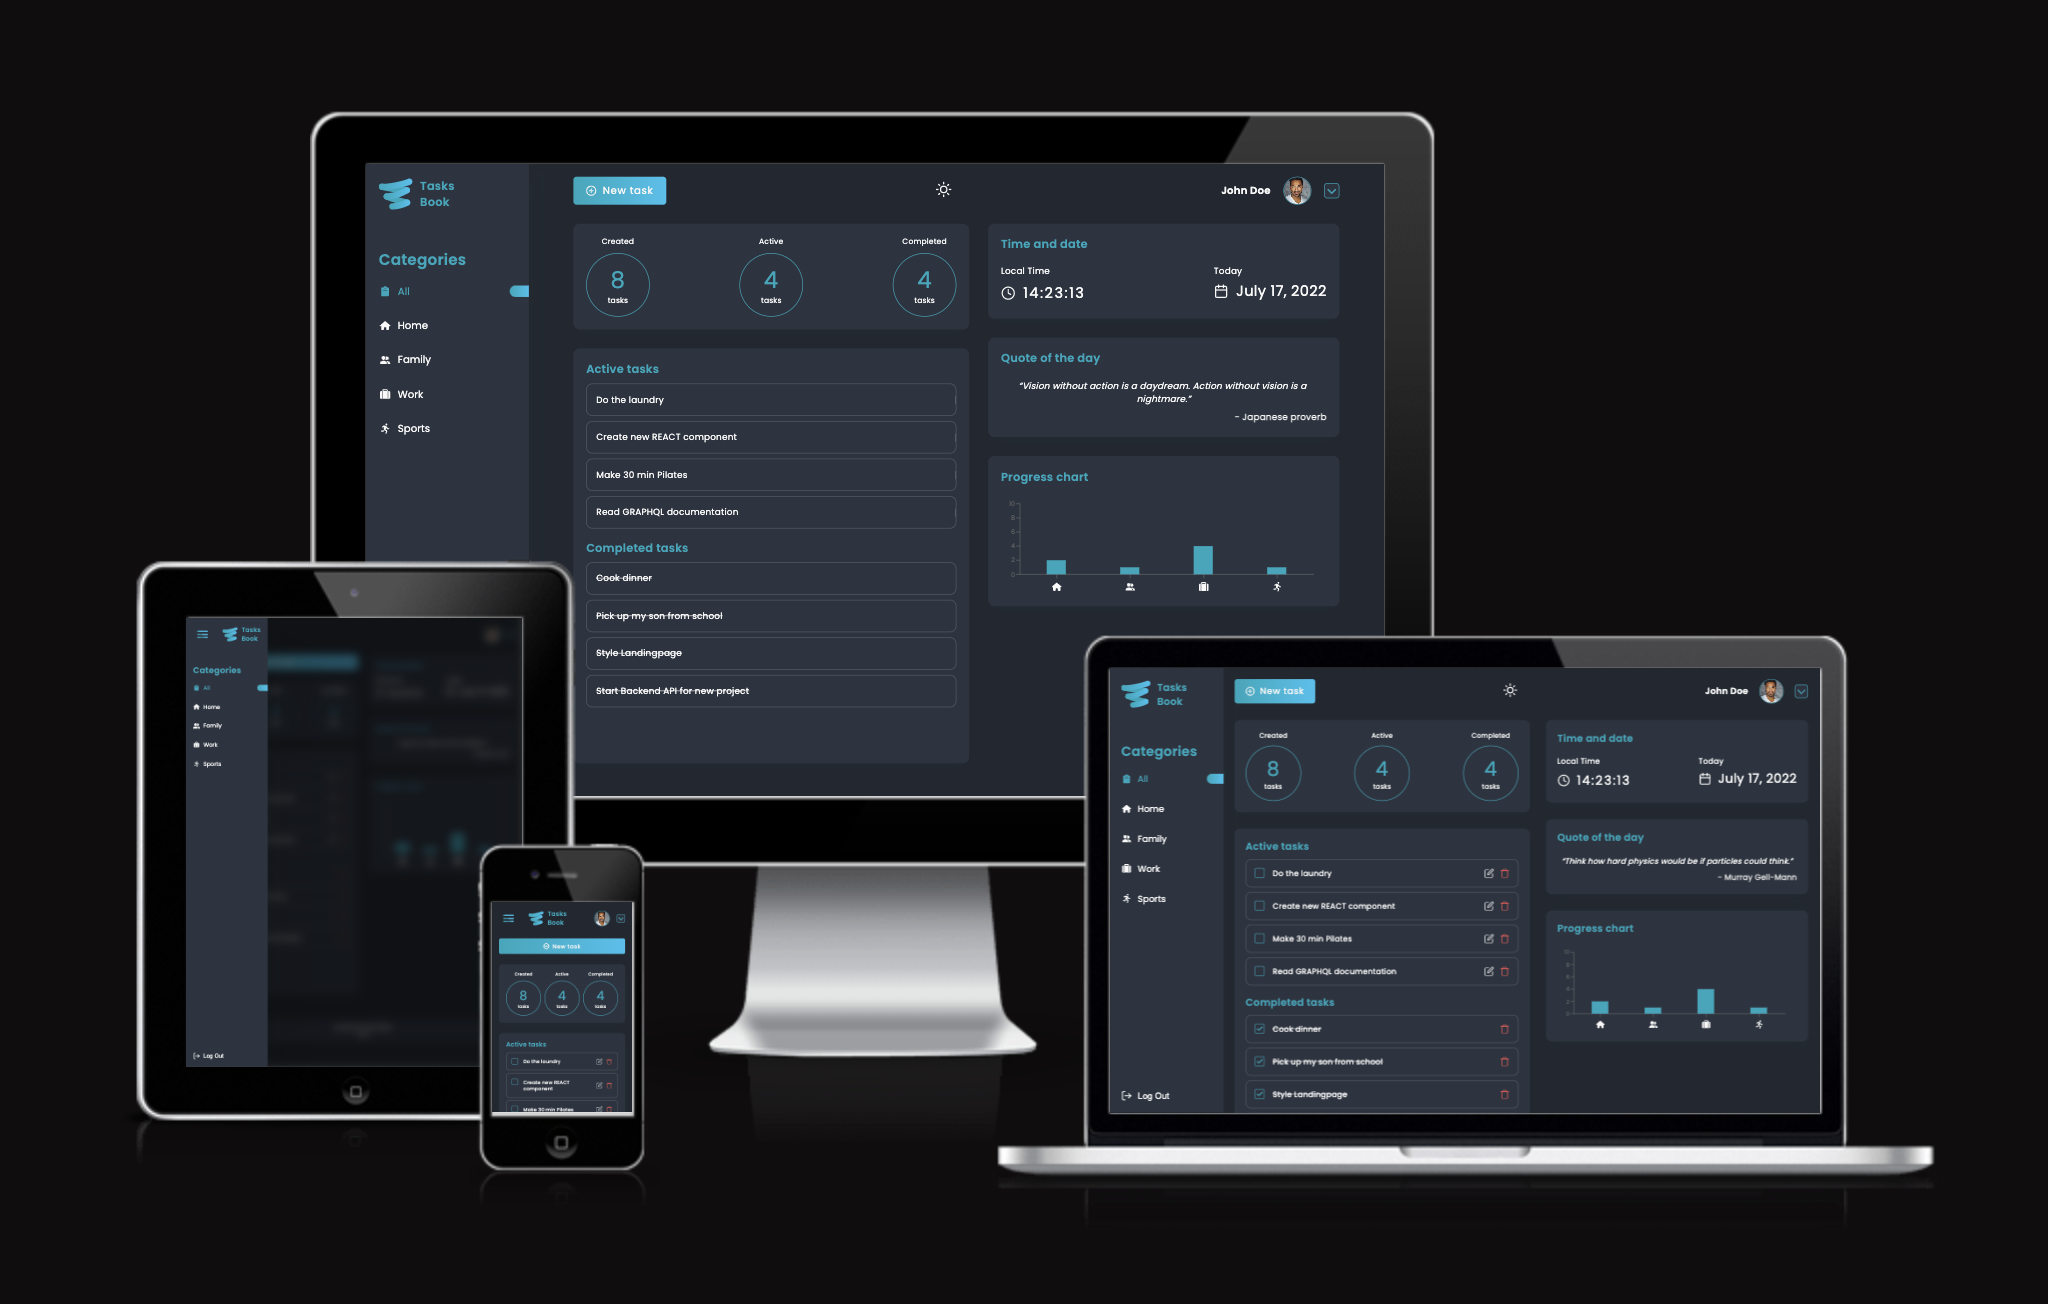 Tasks
Book
Categories
All
Home
Family
Work
Sports
New task
John Doe
Created
8
tasks
Active
4
tasks
Completed
4
tasks
Active tasks
Do the laundry
Create new REACT component
Make 30 min Pilates
Read GRAPHQL documentation
Completed tasks
Cook dinner
Pick up my son from school
Style Landingpage
Start Backend API for new project
Time and date
Local Time
14:23:13
Today
July 17, 2022
Quote of the day
“Vision without action is a daydream. Action without vision is a
nightmare.”
- Japanese proverb
Progress chart
10
8
6
4
2
0
Tasks
Book
Categories
All
Home
Family
Work
Sports
Log Out
Tasks
Book
New task
Created
8
tasks
Active
4
tasks
Completed
4
tasks
Active tasks
Do the laundry
Create new REACT
component
Make 30 min Pilates
Tasks
Book
Categories
All
Home
Family
Work
Sports
Log Out
New task
John Doe
Created
8
tasks
Active
4
tasks
Completed
4
tasks
Active tasks
Do the laundry
Create new REACT component
Make 30 min Pilates
Read GRAPHQL documentation
Completed tasks
Cook dinner
Pick up my son from school
Style Landingpage
Time and date
Local Time
14:23:13
Today
July 17, 2022
Quote of the day
“Think how hard physics would be if particles could think.”
- Murray Gell-Mann
Progress chart
10
8
6
4
2
0